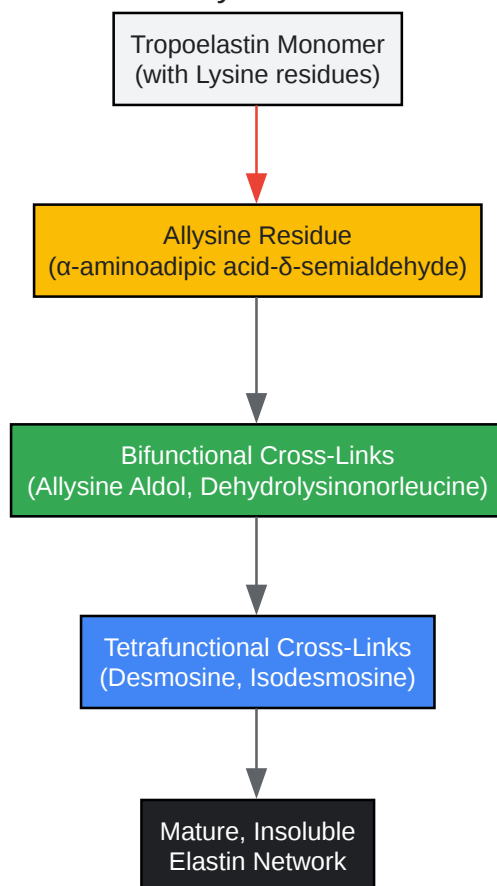 Tropoelastin Monomer
(with Lysine residues)
Allysine Residue
(α-aminoadipic acid-δ-semialdehyde)
Bifunctional Cross-Links
(Allysine Aldol, Dehydrolysinonorleucine)
Tetrafunctional Cross-Links
(Desmosine, Isodesmosine)
Mature, Insoluble
Elastin Network